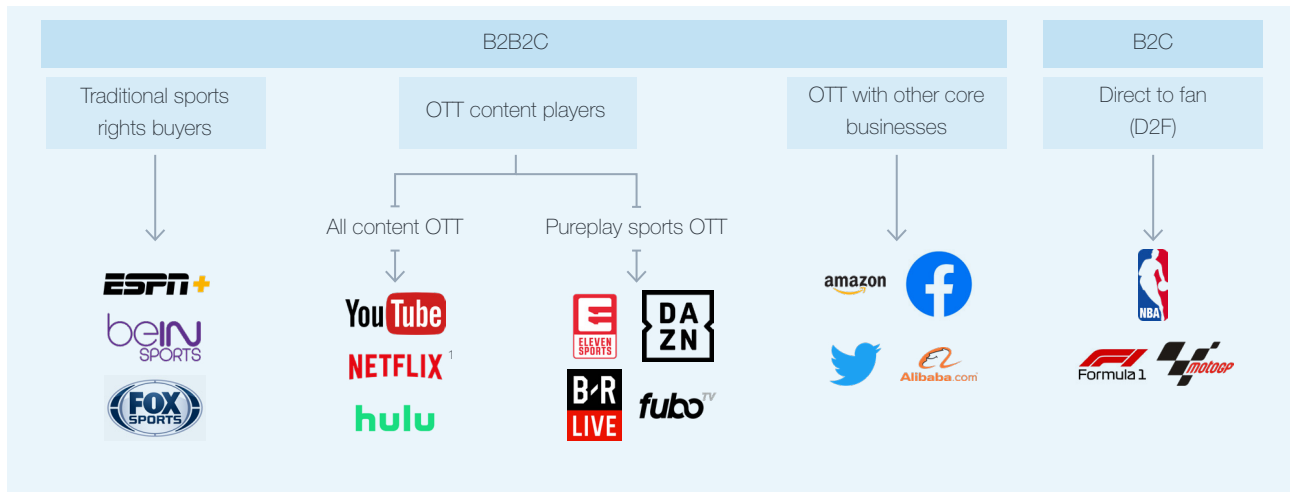 B2B2C
B2C
Traditional sports
rights buyers
OTT content players
OTT with other core
businesses
Direct to fan
(D2F)
All content OTT
Pureplay sports OTT
ESPN+
beIN
SPORTS
FOX
SPORTS
YouTube
NETFLIX 1
hulu
ELEVEN
SPORTS
DA
ZN
B R
LIVE
fuboTV
amazon
f
Alibaba.com
NBA
F1
Formula 1
MotoGP